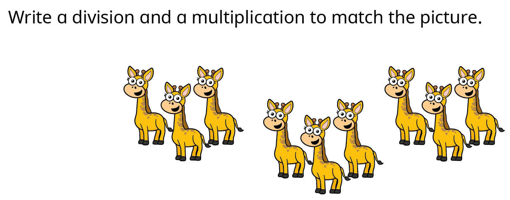 Write a division and a multiplication to match the picture.